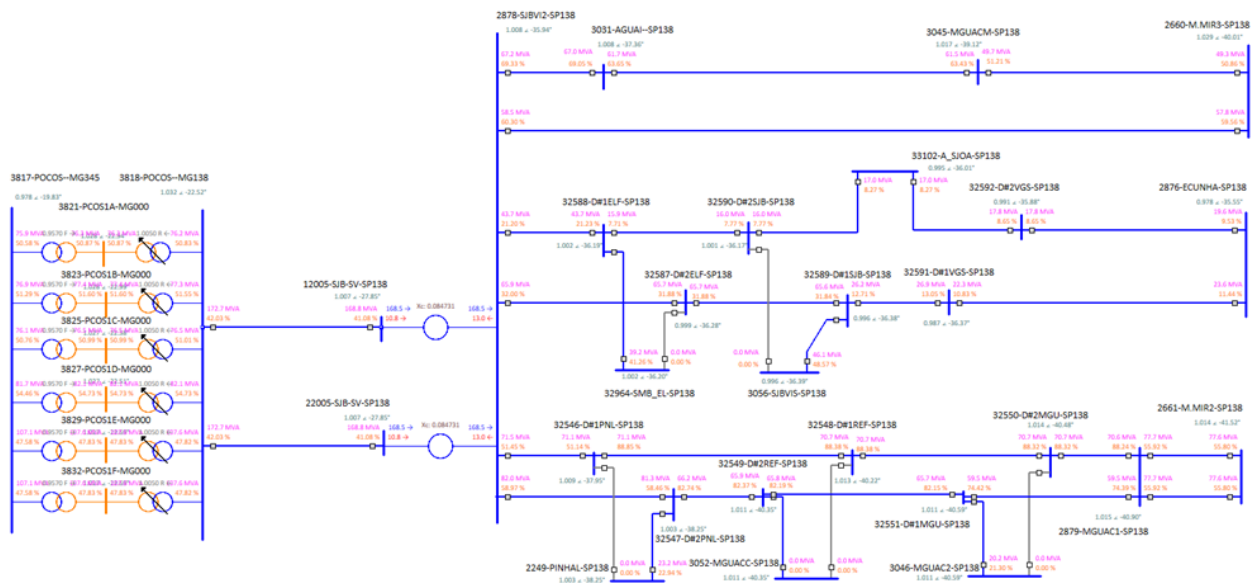 2878-SJBVI2-SP138
1.008 ∠ -35.94°
3031-AGUAI--SP138
1.008 ∠ -37.36°
3045-MGUACM-SP138
1.017 ∠ -39.12°
2660-M.MIR3-SP138
1.029 ∠ -40.01°
67.2 MVA
69.33 %
67.0 MVA
69.05 %
61.7 MVA
63.65 %
61.5 MVA
63.43 %
49.7 MVA
51.21 %
49.3 MVA
50.86 %
58.5 MVA
60.30 %
57.8 MVA
59.56 %
33102-A_SJOA-SP138
0.995 ∠ -36.01°
17.0 MVA
8.27 %
17.0 MVA
8.27 %
3817-POCOS--MG345
0.978 ∠ -19.83°
3818-POCOS--MG138
1.032 ∠ -22.52°
32588-D#1ELF-SP138
32590-D#2SJB-SP138
32592-D#2VGS-SP138
0.991 ∠ -35.88°
2876-ECUNHA-SP138
0.978 ∠ -35.55°
43.7 MVA
21.20 %
43.7 MVA
21.23 %
15.9 MVA
7.71 %
1.002 ∠ -36.19°
16.0 MVA
7.77 %
16.0 MVA
7.77 %
1.001 ∠ -36.17°
17.8 MVA
8.65 %
17.8 MVA
8.65 %
19.6 MVA
9.53 %
3821-PCOS1A-MG000
50.58 %
50.87 %
50.87 %
50.83 %
3823-PCOS1B-MG000
76.9 MVA
51.29 %
51.60 %
51.60 %
51.55 %
3825-PCOS1C-MG000
76.1 MVA
50.76 %
50.99 %
50.99 %
51.01 %
3827-PCOS1D-MG000
81.7 MVA
54.46 %
54.73 %
54.73 %
54.73 %
3829-PCOS1E-MG000
107.1 MVA
47.58 %
47.83 %
47.83 %
47.82 %
3832-PCOS1F-MG000
107.1 MVA
47.58 %
47.83 %
47.83 %
47.82 %
12005-SJB-SV-SP138
1.007 ∠ -27.85°
172.7 MVA
42.03 %
168.8 MVA
41.08 %
168.5 →
10.8 →
Xc: 0.084731
168.5 →
13.0 ←
22005-SJB-SV-SP138
1.007 ∠ -27.85°
172.7 MVA
42.03 %
168.8 MVA
41.08 %
168.5 →
10.8 →
Xc: 0.084731
168.5 →
13.0 ←
32587-D#2ELF-SP138
32589-D#1SJB-SP138
32591-D#1VGS-SP138
65.9 MVA
32.00 %
65.7 MVA
31.88 %
65.7 MVA
31.88 %
0.999 ∠ -36.28°
65.6 MVA
31.84 %
26.2 MVA
12.71 %
0.996 ∠ -36.38°
26.9 MVA
13.05 %
22.3 MVA
10.83 %
0.987 ∠ -36.37°
23.6 MVA
11.44 %
39.2 MVA
41.26 %
0.0 MVA
0.00 %
1.002 ∠ -36.20°
32964-SMB_EL-SP138
0.0 MVA
0.00 %
46.1 MVA
48.57 %
0.996 ∠ -36.39°
3056-SJBVIS-SP138
32546-D#1PNL-SP138
32548-D#1REF-SP138
32550-D#2MGU-SP138
1.014 ∠ -40.48°
2661-M.MIR2-SP138
1.014 ∠ -41.52°
71.5 MVA
51.45 %
71.1 MVA
51.14 %
71.1 MVA
88.85 %
1.009 ∠ -37.95°
70.7 MVA
88.38 %
70.7 MVA
88.38 %
1.013 ∠ -40.22°
70.7 MVA
88.32 %
70.7 MVA
88.32 %
70.6 MVA
88.24 %
77.7 MVA
55.92 %
77.6 MVA
55.80 %
32549-D#2REF-SP138
82.0 MVA
58.97 %
81.3 MVA
58.46 %
66.2 MVA
82.74 %
1.003 ∠ -38.25°
65.9 MVA
82.37 %
65.8 MVA
82.19 %
1.011 ∠ -40.35°
65.7 MVA
82.15 %
59.5 MVA
74.42 %
1.011 ∠ -40.59°
59.5 MVA
74.39 %
77.7 MVA
55.92 %
77.6 MVA
55.80 %
1.015 ∠ -40.90°
32551-D#1MGU-SP138
2879-MGUAC1-SP138
32547-D#2PNL-SP138
2249-PINHAL-SP138
1.003 ∠ -38.25°
0.0 MVA
0.00 %
23.2 MVA
22.94 %
3052-MGUACC-SP138
1.011 ∠ -40.35°
0.0 MVA
0.00 %
0.0 MVA
0.00 %
3046-MGUAC2-SP138
1.011 ∠ -40.59°
20.2 MVA
21.30 %
0.0 MVA
0.00 %